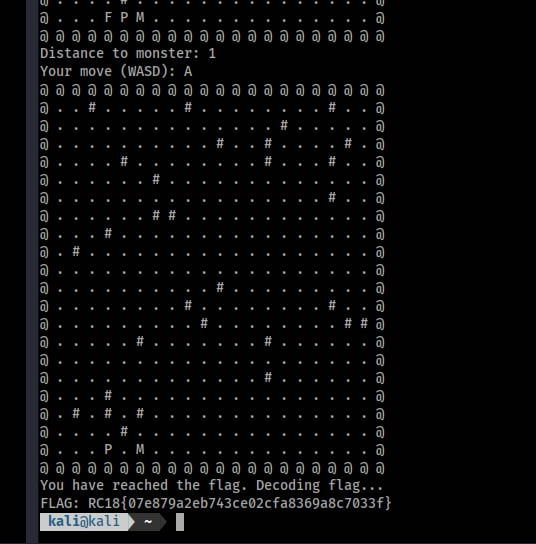 @ . . . . # . . . . . . . . . . . . . . . @
@ . . . F P M . . . . . . . . . . . . . . @
@ @ @ @ @ @ @ @ @ @ @ @ @ @ @ @ @ @ @ @ @ @
Distance to monster: 1
Your move (WASD): A
@ @ @ @ @ @ @ @ @ @ @ @ @ @ @ @ @ @ @ @ @ @
@ . . # . . . . . # . . . . . . . . # . . @
@ . . . . . . . . . . . . . . # . . . . . @
@ . . . . . . . . . . # . . # . . . . # . @
@ . . . . # . . . . . . . . # . . . # . . @
@ . . . . . . # . . . . . . . . . . . . . @
@ . . . . . . . . . . . . . . . . . # . . @
@ . . . . . . # # . . . . . . . . . . . . @
@ . . . # . . . . . . . . . . . . . . . . @
@ . # . . . . . . . . . . . . . . . . . . @
@ . . . . . . . . . . . . . . . . . . . . @
@ . . . . . . . . . . # . . . . . . . . . @
@ . . . . . . . . # . . . . . . . . # . . @
@ . . . . . . . . . # . . . . . . . . # # @
@ . . . . . # . . . . . . . # . . . . . . @
@ . . . . . . . . . . . . . . . . . . . . @
@ . . . . . . . . . . . . . # . . . . . . @
@ . . . # . . . . . . . . . . . . . . . . @
@ . # . # . # . . . . . . . . . . . . . . @
@ . . . . # . . . . . . . . . . . . . . . @
@ . . . P . M . . . . . . . . . . . . . . @
@ @ @ @ @ @ @ @ @ @ @ @ @ @ @ @ @ @ @ @ @ @
You have reached the flag. Decoding flag...
FLAG: RC18{07e879a2eb743ce02cfa8369a8c7033f}
kali@kali ~